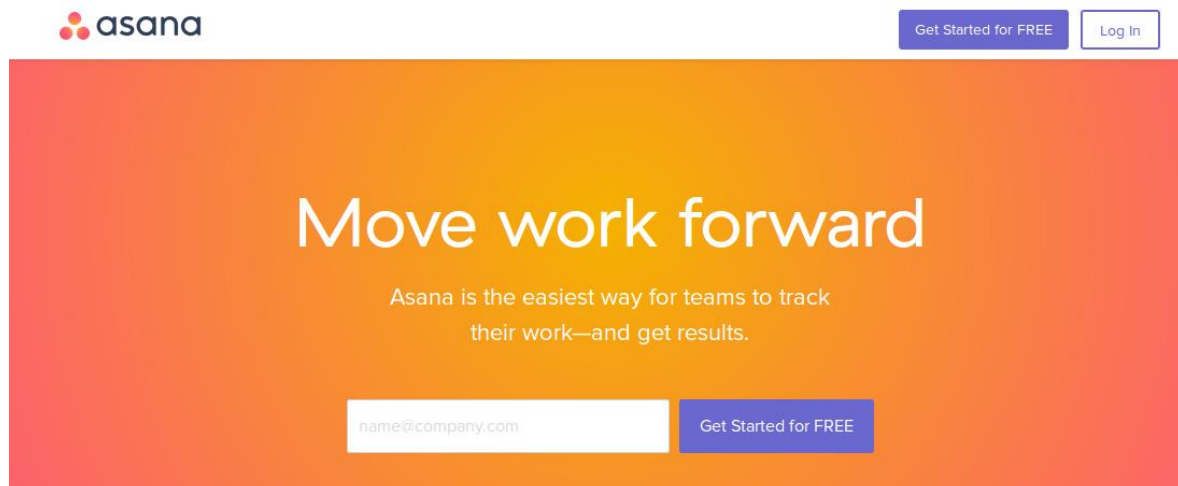 asana
Get Started for FREE
Log In
Move work forward
Asana is the easiest way for teams to track
their work—and get results.
name@company.com
Get Started for FREE